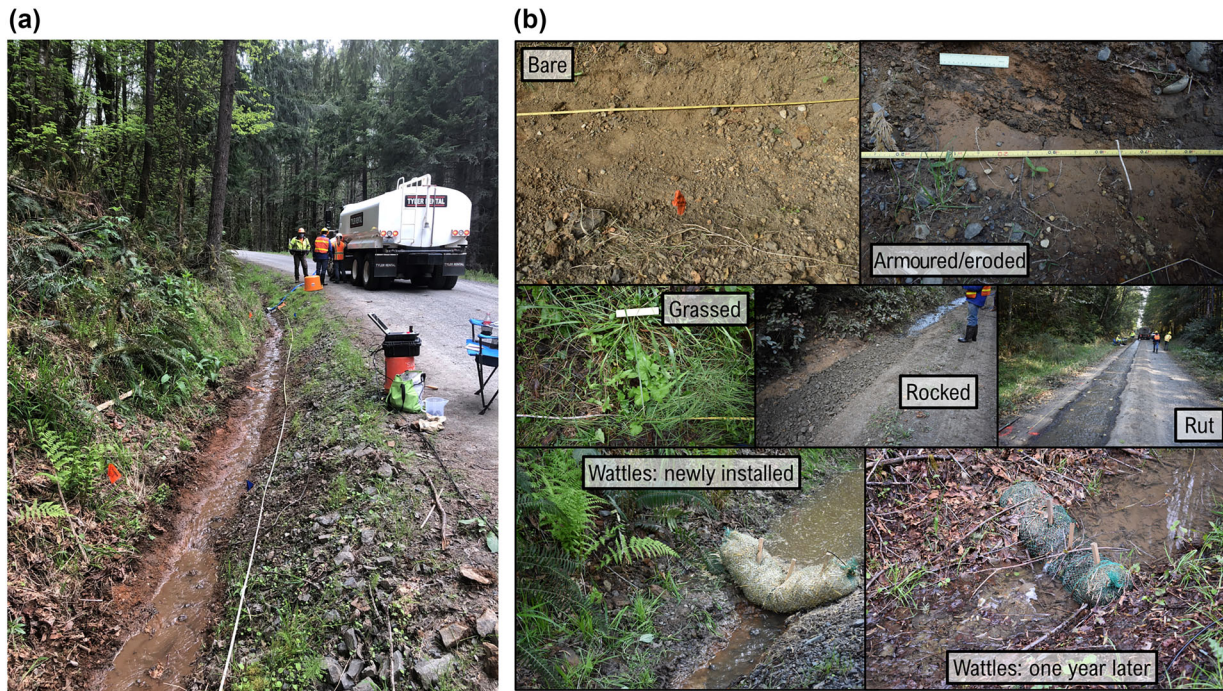 (a)
(b)
TYLER RENTAL
Bare
Armoured/eroded
Grassed
Rocked
Rut
Wattles: newly installed
Wattles: one year later